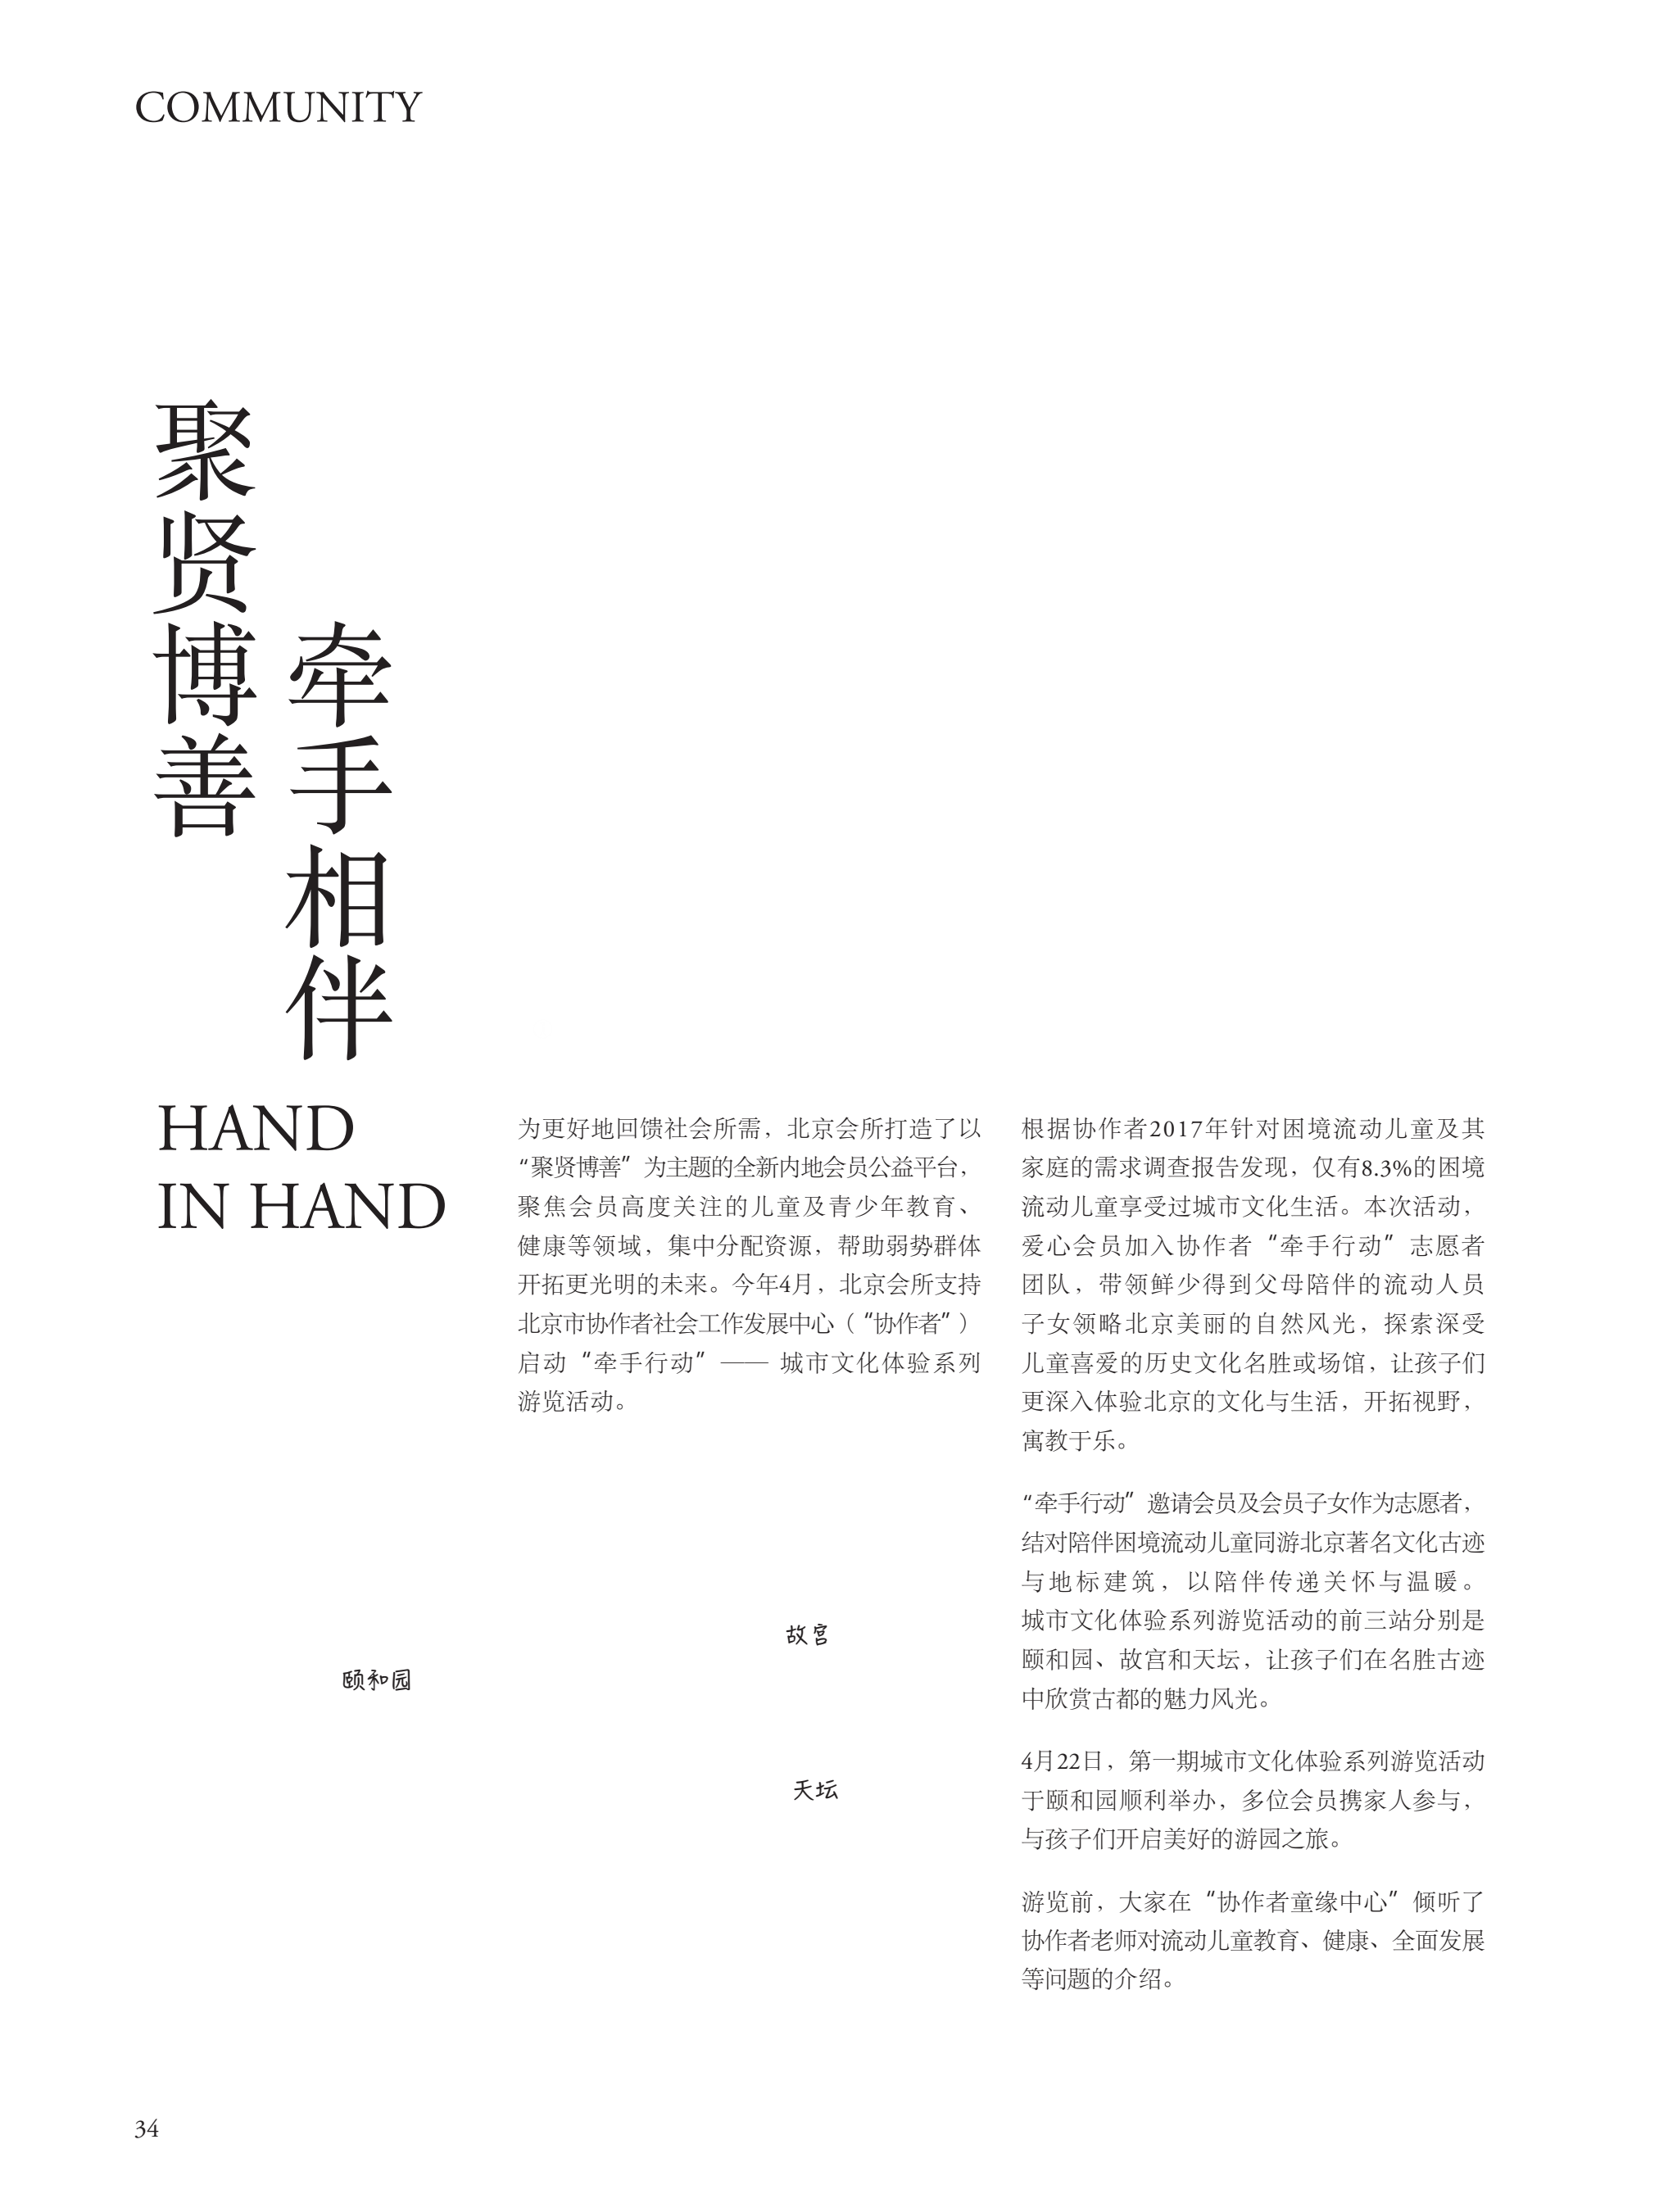 COMMUNITY
聚贤博善
牵手相伴
HAND
IN HAND
为更好地回馈社会所需，北京会所打造了以
“聚贤博善”为主题的全新内地会员公益平台，
聚焦会员高度关注的儿童及青少年教育、
健康等领域，集中分配资源，帮助弱势群体
开拓更光明的未来。今年4月，北京会所支持
北京市协作者社会工作发展中心（“协作者”）
启动“牵手行动”—— 城市文化体验系列
游览活动。
根据协作者2017年针对困境流动儿童及其
家庭的需求调查报告发现，仅有8.3%的困境
流动儿童享受过城市文化生活。本次活动，
爱心会员加入协作者“牵手行动”志愿者
团队，带领鲜少得到父母陪伴的流动人员
子女领略北京美丽的自然风光，探索深受
儿童喜爱的历史文化名胜或场馆，让孩子们
更深入体验北京的文化与生活，开拓视野，
寓教于乐。
“牵手行动”邀请会员及会员子女作为志愿者，
结对陪伴困境流动儿童同游北京著名文化古迹
与地标建筑，以陪伴传递关怀与温暖。
城市文化体验系列游览活动的前三站分别是
颐和园、故宫和天坛，让孩子们在名胜古迹
中欣赏古都的魅力风光。
4月22日，第一期城市文化体验系列游览活动
于颐和园顺利举办，多位会员携家人参与，
与孩子们开启美好的游园之旅。
游览前，大家在“协作者童缘中心”倾听了
协作者老师对流动儿童教育、健康、全面发展
等问题的介绍。
故宫
颐和园
天坛
34